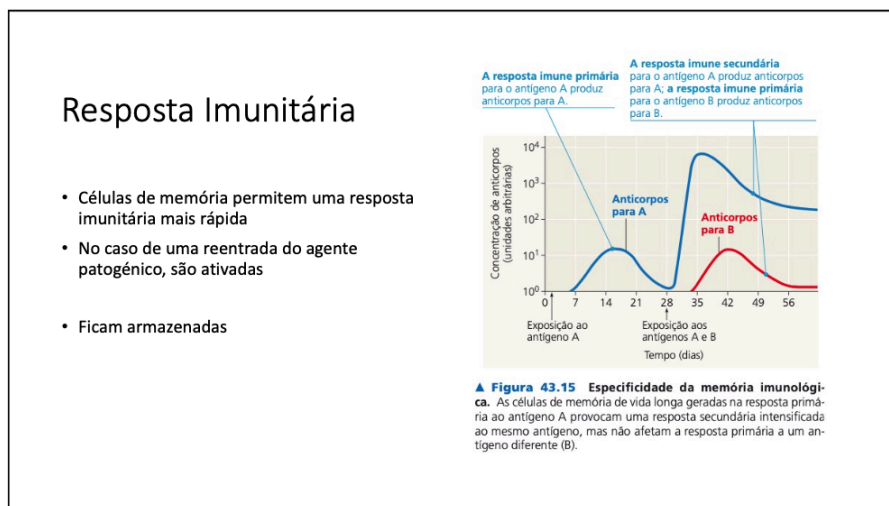 Resposta Imunitária
• Células de memória permitem uma resposta
imunitária mais rápida
• No caso de uma reentrada do agente
patogénico, são ativadas
• Ficam armazenadas
A resposta imune primária
para o antígeno A produz
anticorpos para A.
A resposta imune secundária
para o antígeno A produz anticorpos
para A; a resposta imune primária
para o antígeno B produz anticorpos
para B.
Concentração de anticorpos
(unidades arbitrárias)
10⁴
10³
10²
10¹
10⁰
Anticorpos
para A
Anticorpos
para B
0 7 14 21 28 35 42 49 56
Exposição ao
antígeno A
Exposição aos
antígenos A e B
Tempo (dias)
▲ Figura 43.15 Especificidade da memória imunológi-
ca. As células de memória de vida longa geradas na resposta primá-
ria ao antígeno A provocam uma resposta secundária intensificada
ao mesmo antígeno, mas não afetam a resposta primária a um an-
tígeno diferente (B).